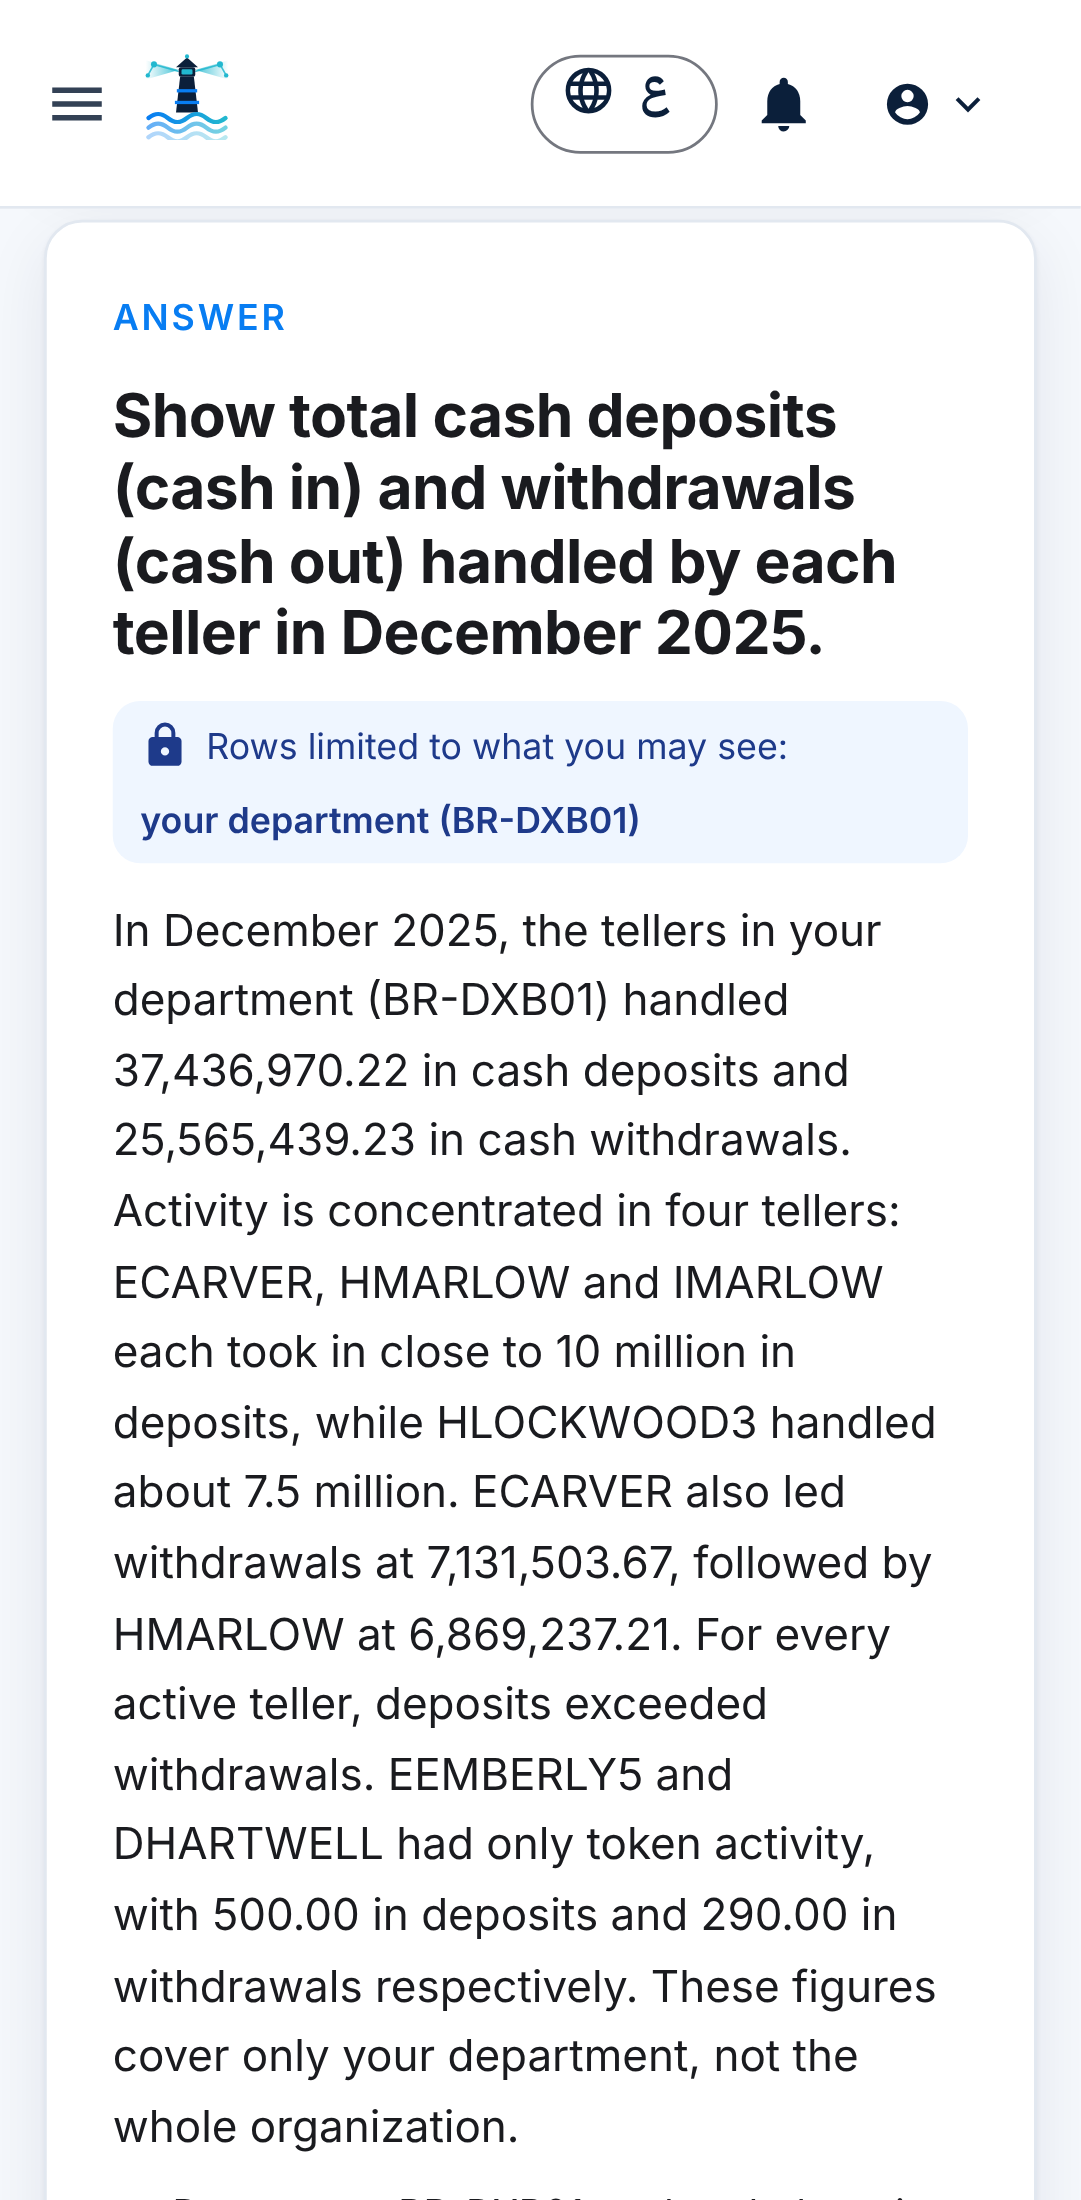 ع
ANSWER
Show total cash deposits
(cash in) and withdrawals
(cash out) handled by each
teller in December 2025.
Rows limited to what you may see:
your department (BR-DXB01)
In December 2025, the tellers in your
department (BR-DXB01) handled
37,436,970.22 in cash deposits and
25,565,439.23 in cash withdrawals.
Activity is concentrated in four tellers:
ECARVER, HMARLOW and IMARLOW
each took in close to 10 million in
deposits, while HLOCKWOOD3 handled
about 7.5 million. ECARVER also led
withdrawals at 7,131,503.67, followed by
HMARLOW at 6,869,237.21. For every
active teller, deposits exceeded
withdrawals. EEMBERLY5 and
DHARTWELL had only token activity,
with 500.00 in deposits and 290.00 in
withdrawals respectively. These figures
cover only your department, not the
whole organization.